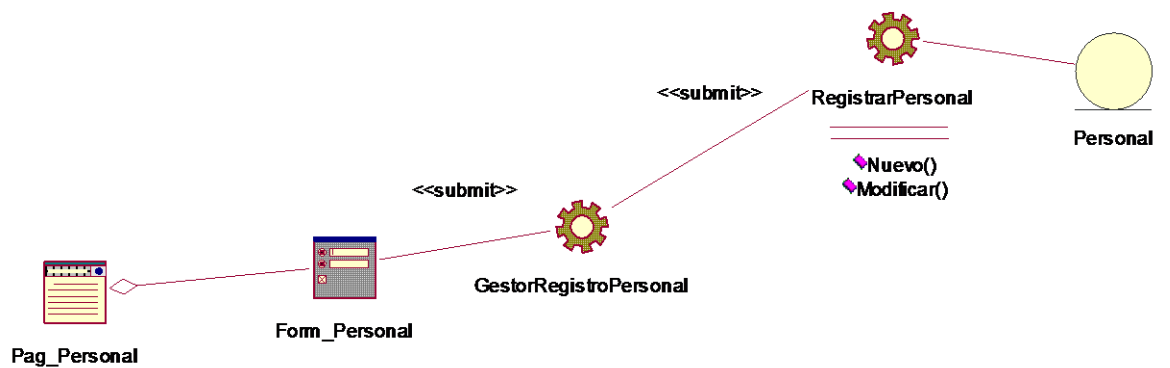 <<submit>>
RegistrarPersonal
Personal
Nuevo()
Modificar()
<<submit>>
GestorRegistroPersonal
Form_Personal
Pag_Personal